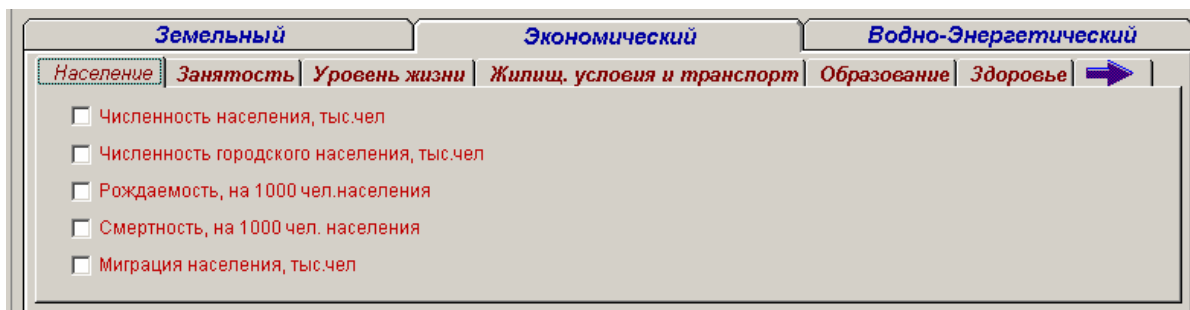 Земельный Экономический Водно-Энергетический
Население Занятость Уровень жизни Жилищ. условия и транспорт Образование Здоровье
Численность населения, тыс.чел
Численность городского населения, тыс.чел
Рождаемость, на 1000 чел.населения
Смертность, на 1000 чел. населения
Миграция населения, тыс.чел